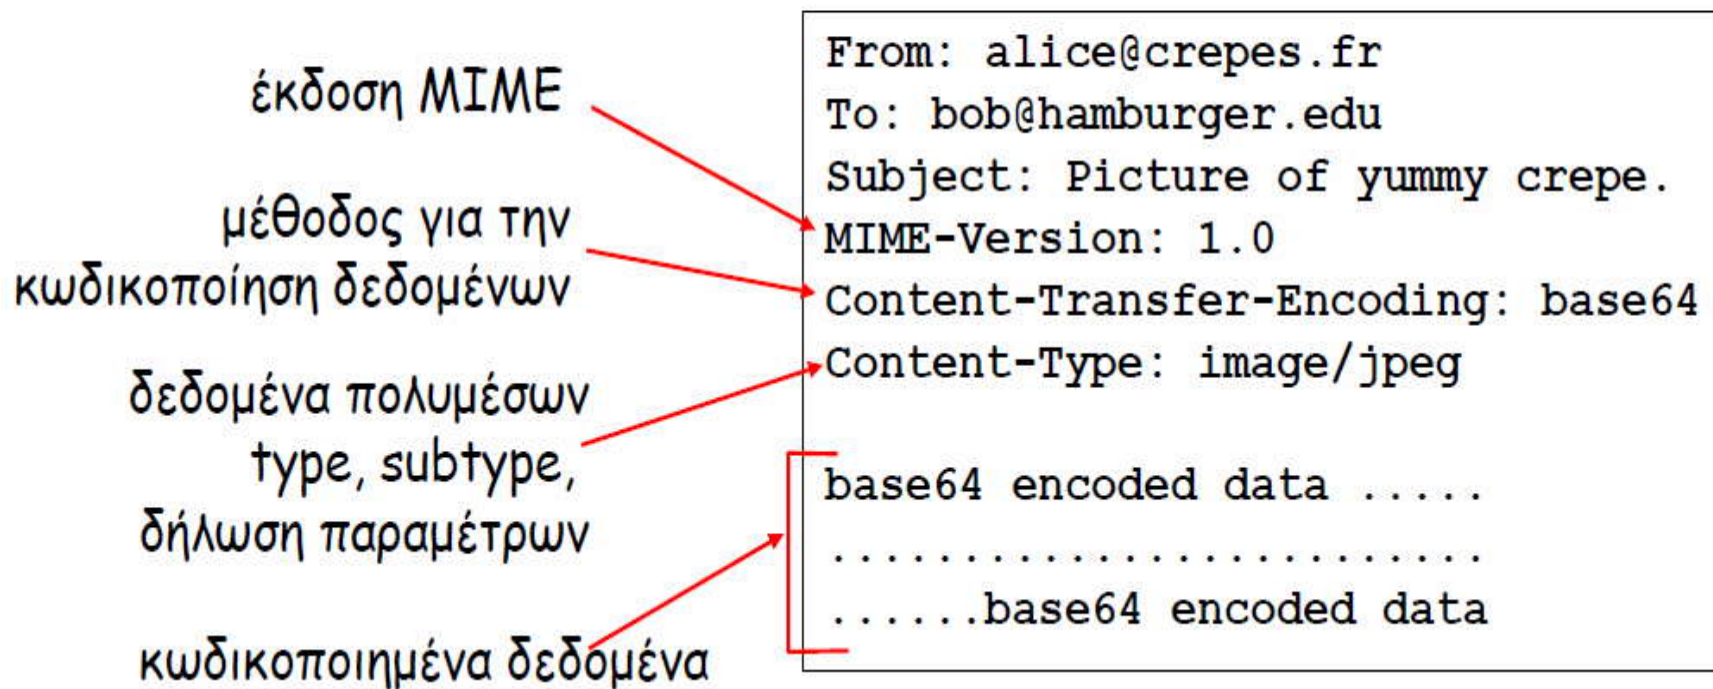 έκδοση MIME
μέθοδος για την
κωδικοποίηση δεδομένων
δεδομένα πολυμέσων
type, subtype,
δήλωση παραμέτρων
κωδικοποιημένα δεδομένα
From: alice@crepes.fr
To: bob@hamburger.edu
Subject: Picture of yummy crepe.
MIME-Version: 1.0
Content-Transfer-Encoding: base64
Content-Type: image/jpeg
base64 encoded data .....
.........................
......base64 encoded data